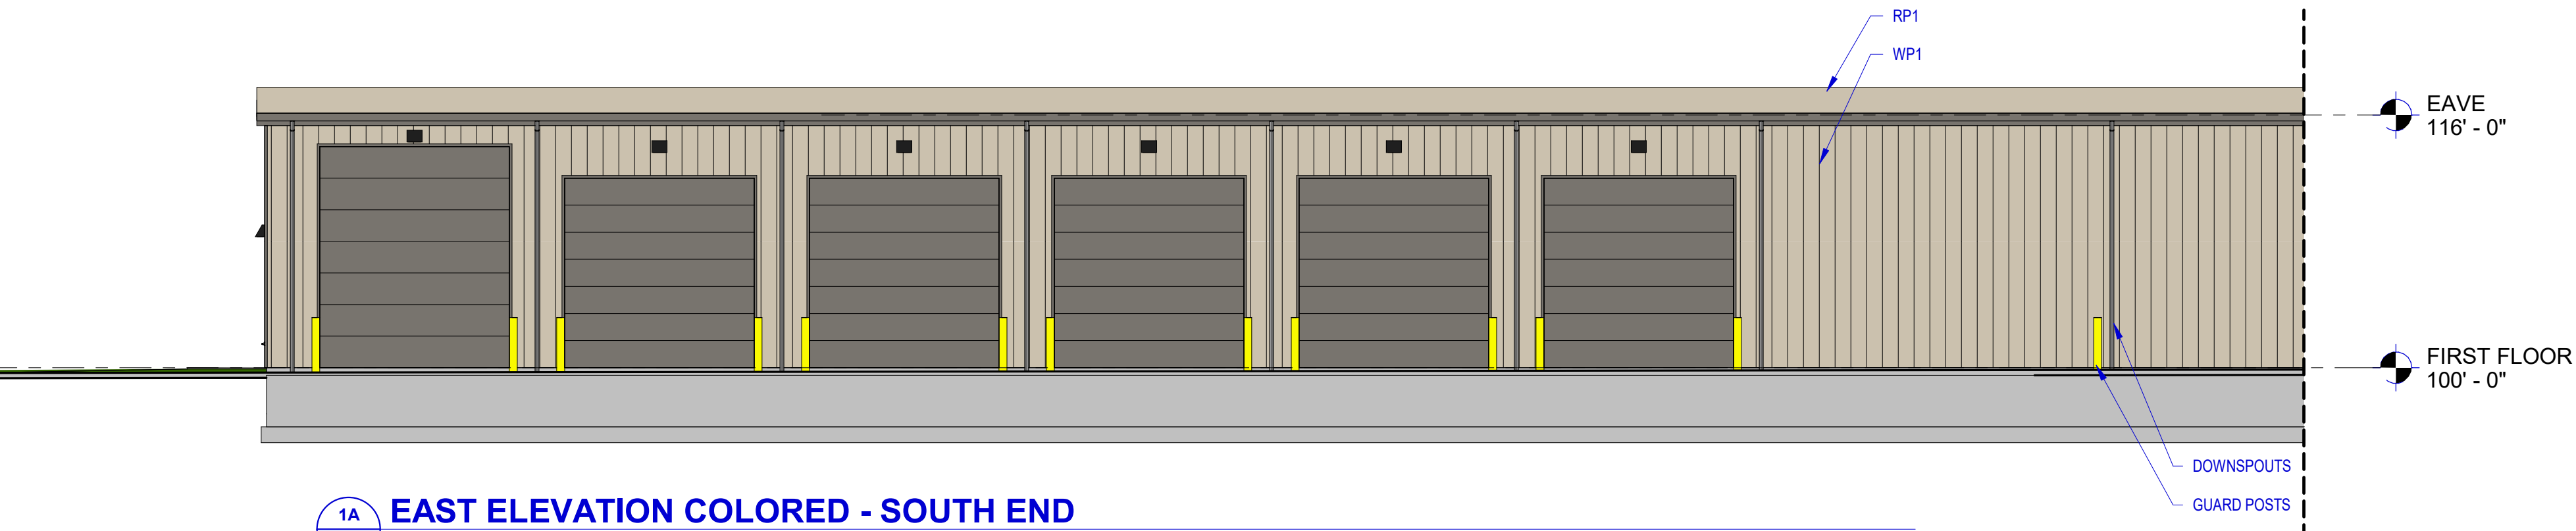 RP1
WP1
EAVE
116' - 0"
FIRST FLOOR
100' - 0"
DOWNSPOUTS
GUARD POSTS
1A
EAST ELEVATION COLORED - SOUTH END